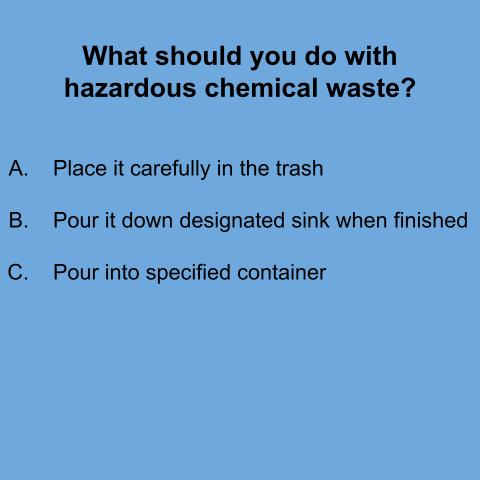 What should you do with
hazardous chemical waste?
A. Place it carefully in the trash
B. Pour it down designated sink when finished
C. Pour into specified container